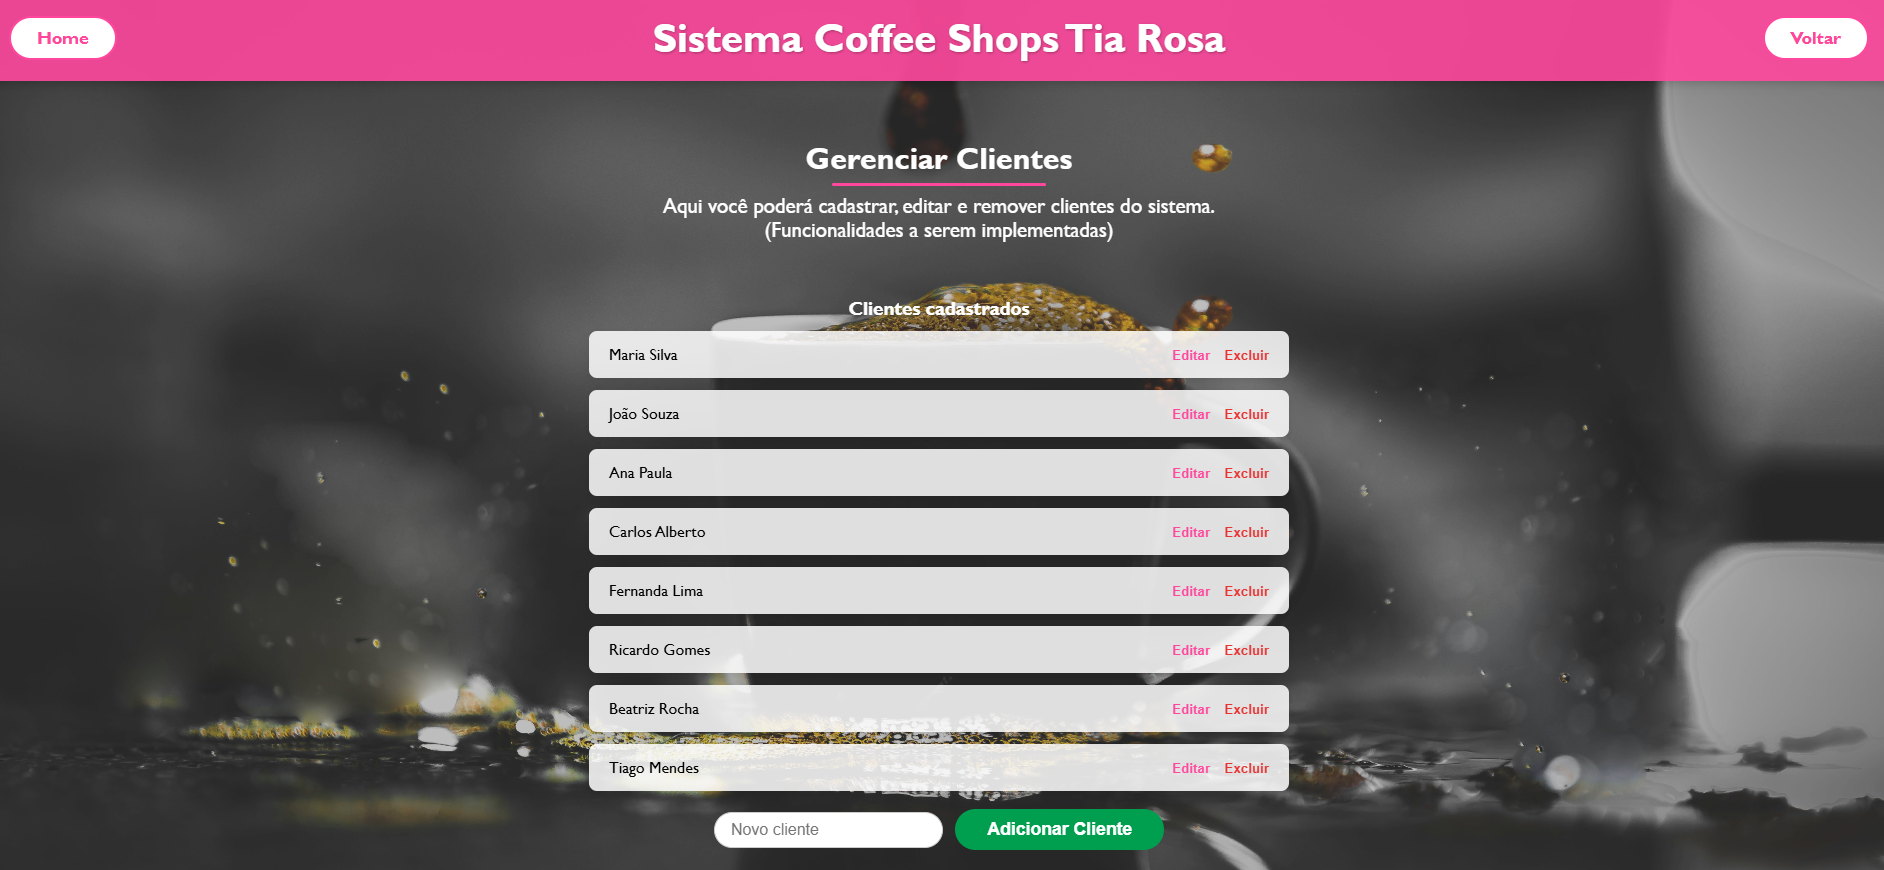 Home
Sistema Coffee Shops Tia Rosa
Voltar
Gerenciar Clientes
Aqui você poderá cadastrar, editar e remover clientes do sistema.
(Funcionalidades a serem implementadas)
Clientes cadastrados
Maria Silva Editar Excluir
João Souza Editar Excluir
Ana Paula Editar Excluir
Carlos Alberto Editar Excluir
Fernanda Lima Editar Excluir
Ricardo Gomes Editar Excluir
Beatriz Rocha Editar Excluir
Tiago Mendes Editar Excluir
Novo cliente Adicionar Cliente